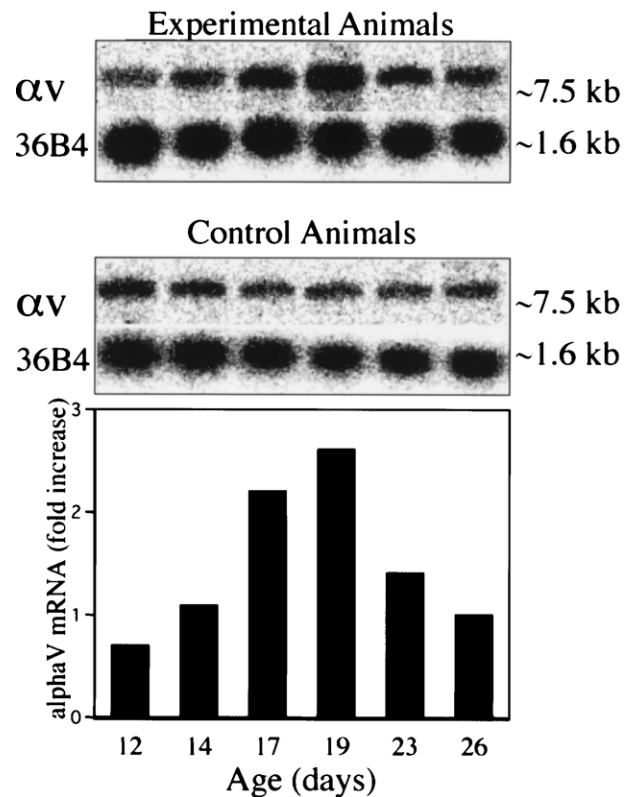 Experimental Animals
αv ~7.5 kb
36B4 ~1.6 kb
Control Animals
αv ~7.5 kb
36B4 ~1.6 kb
alphaV mRNA (fold increase)
3
2
1
0
12 14 17 19 23 26
Age (days)